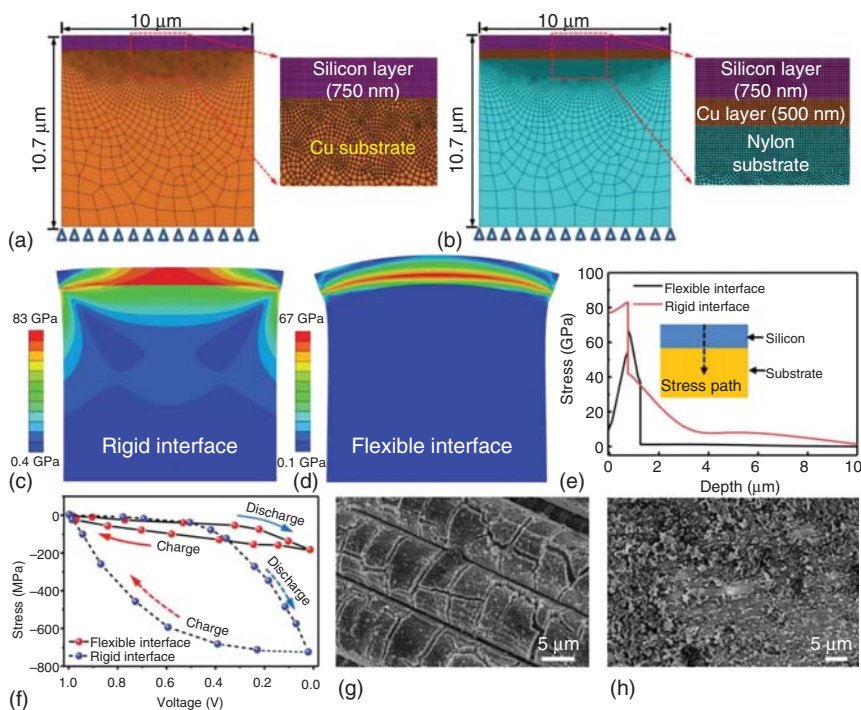 10 μm
10.7 μm
Silicon layer
(750 nm)
Cu substrate
(a)
10 μm
10.7 μm
Silicon layer
(750 nm)
Cu layer (500 nm)
Nylon
substrate
(b)
83 GPa
0.4 GPa
Rigid interface
(c)
67 GPa
0.1 GPa
Flexible interface
(d)
100
80
60
40
20
0
Stress (GPa)
Flexible interface
Rigid interface
Silicon
Substrate
Stress path
0 2 4 6 8 10
Depth (μm)
(e)
0
−200
−400
−600
−800
Stress (MPa)
Discharge
Charge
Discharge
Charge
Flexible interface
Rigid interface
1.0 0.8 0.6 0.4 0.2 0.0
Voltage (V)
(f)
5 μm
(g)
5 μm
(h)